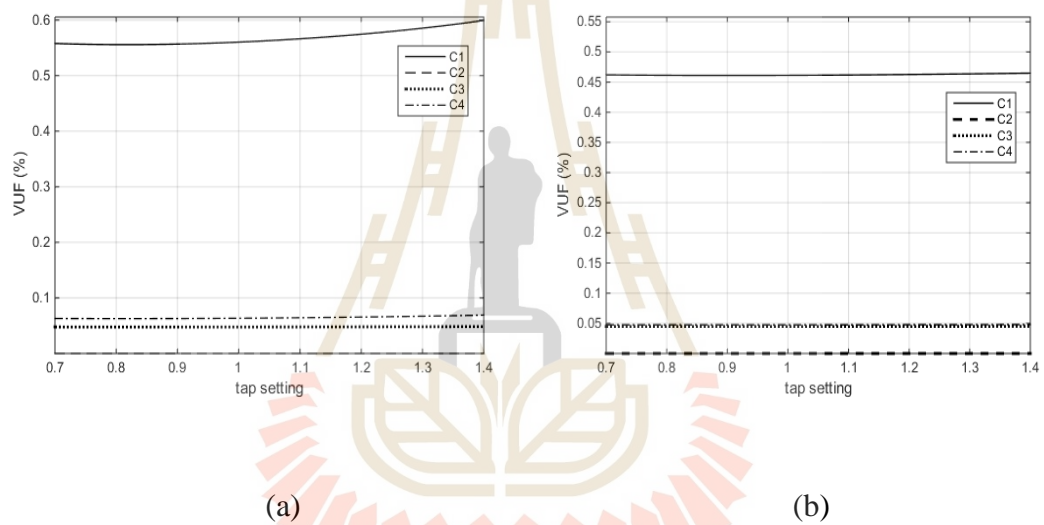 0.6
0.5
0.4
0.3
0.2
0.1
VUF (%)
C1
C2
C3
C4
0.7 0.8 0.9 1 1.1 1.2 1.3 1.4
tap setting
(a)
0.55
0.5
0.45
0.4
0.35
0.3
0.25
0.2
0.15
0.1
0.05
VUF (%)
C1
C2
C3
C4
0.7 0.8 0.9 1 1.1 1.2 1.3 1.4
tap setting
(b)